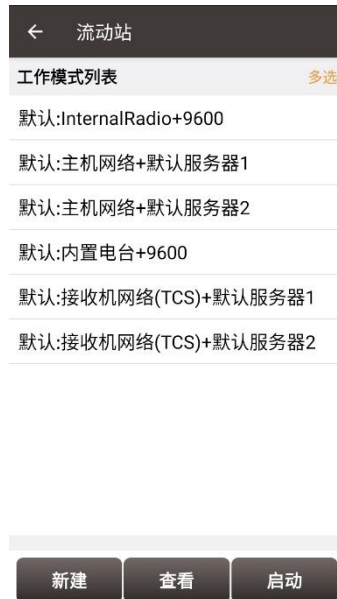 流动站
工作模式列表 多选
默认:InternalRadio+9600
默认:主机网络+默认服务器1
默认:主机网络+默认服务器2
默认:内置电台+9600
默认:接收机网络(TCS)+默认服务器1
默认:接收机网络(TCS)+默认服务器2
新建 查看 启动